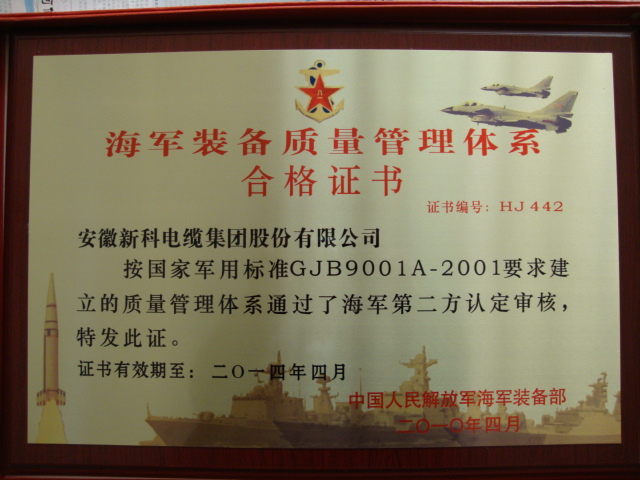 海军装备质量管理体系
合格证书
证书编号：HJ 442
安徽新科电缆集团股份有限公司
按国家军用标准GJB9001A-2001要求建
立的质量管理体系通过了海军第二方认定审核，
特发此证。
证书有效期至：二〇一四年四月
中国人民解放军海军装备部
二〇一〇年四月